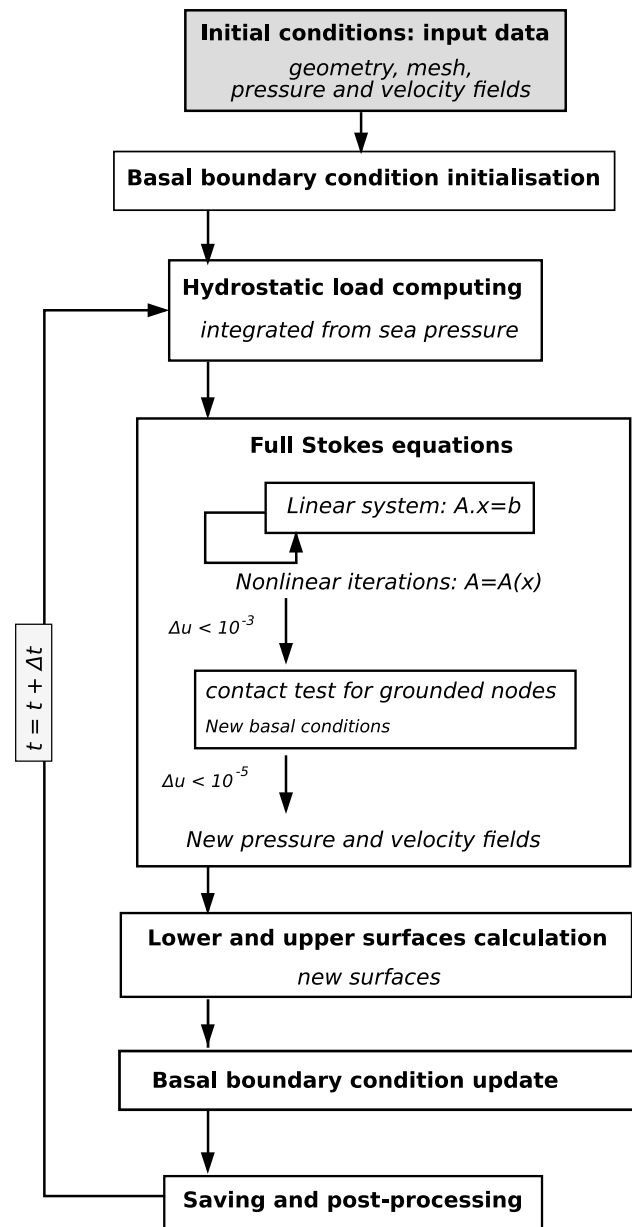 Initial conditions: input data
geometry, mesh,
pressure and velocity fields
Basal boundary condition initialisation
Hydrostatic load computing
integrated from sea pressure
Full Stokes equations
Linear system: A.x=b
Nonlinear iterations: A=A(x)
Δu < 10⁻³
contact test for grounded nodes
New basal conditions
Δu < 10⁻⁵
New pressure and velocity fields
t = t + Δt
Lower and upper surfaces calculation
new surfaces
Basal boundary condition update
Saving and post-processing